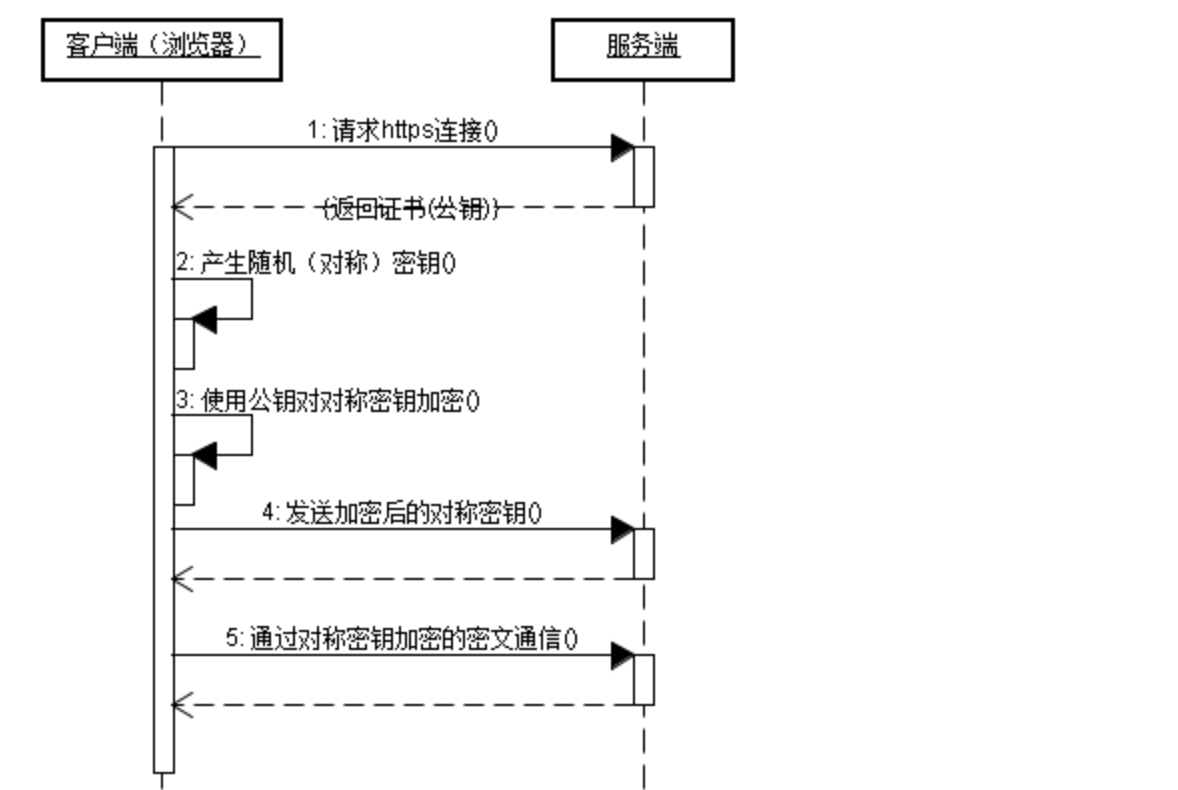 客户端（浏览器）
服务端
1: 请求https连接()
(返回证书(公钥))
2: 产生随机（对称）密钥()
3: 使用公钥对对称密钥加密()
4: 发送加密后的对称密钥()
5: 通过对称密钥加密的密文通信()